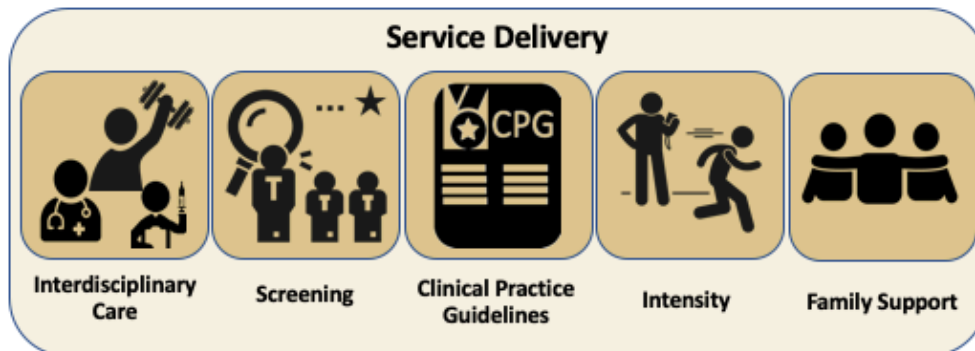 Service Delivery
... 
CPG
T
T
T
Interdisciplinary
Care
Screening
Clinical Practice
Guidelines
Intensity
Family Support